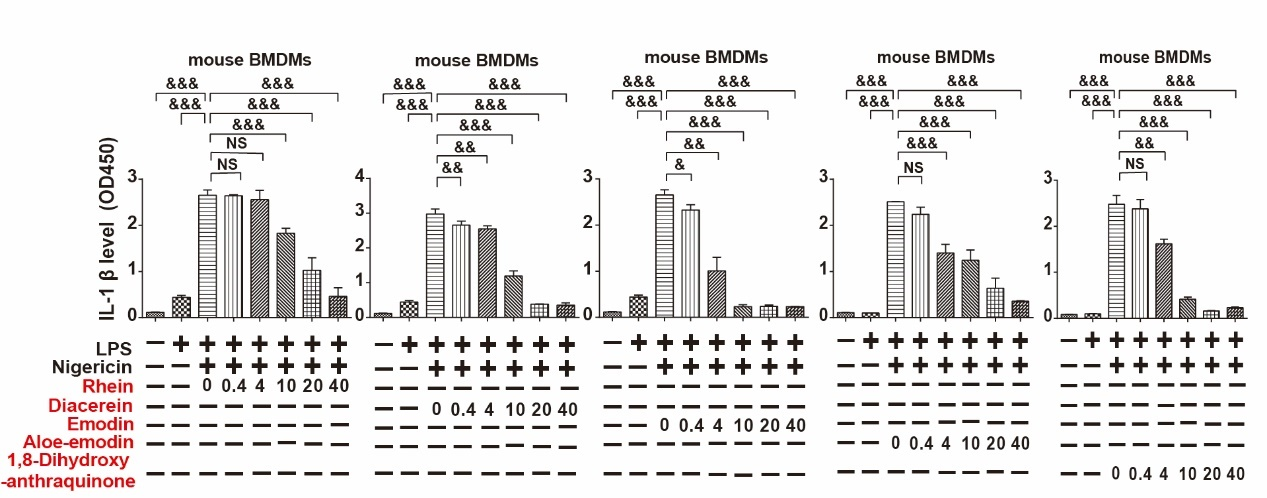 mouse BMDMs mouse BMDMs mouse BMDMs mouse BMDMs mouse BMDMs
&&& &&& &&& &&& &&& &&& &&& &&& &&& &&&
&&& &&& &&& &&& &&& &&& &&& &&& &&& &&&
&&& &&& &&& &&& &&&
NS && && &&& &&
NS && & NS NS
IL-1 β level (OD450)
3 4 3 3 3
3
2 2 2 2 2
1 1 1 1 1
0 0 0 0 0
LPS − + + + + + + + − + + + + + + + − + + + + + + + − + + + + + + + − + + + + + + +
Nigericin − − + + + + + + − − + + + + + + − − + + + + + + − − + + + + + + − − + + + + + +
Rhein − − 0 0.4 4 10 20 40 − − − − − − − − − − − − − − − − − − − − − − − − − − − − − − − −
Diacerein − − − − − − − − − − 0 0.4 4 10 20 40 − − − − − − − − − − − − − − − − − − − − − − − −
Emodin − − − − − − − − − − − − − − − − − − 0 0.4 4 10 20 40 − − − − − − − − − − − − − − − −
Aloe-emodin − − − − − − − − − − − − − − − − − − − − − − − − − − 0 0.4 4 10 20 40 − − − − − − − −
1,8-Dihydroxy
-anthraquinone − − − − − − − − − − − − − − − − − − − − − − − − − − − − − − − − − − 0 0.4 4 10 20 40